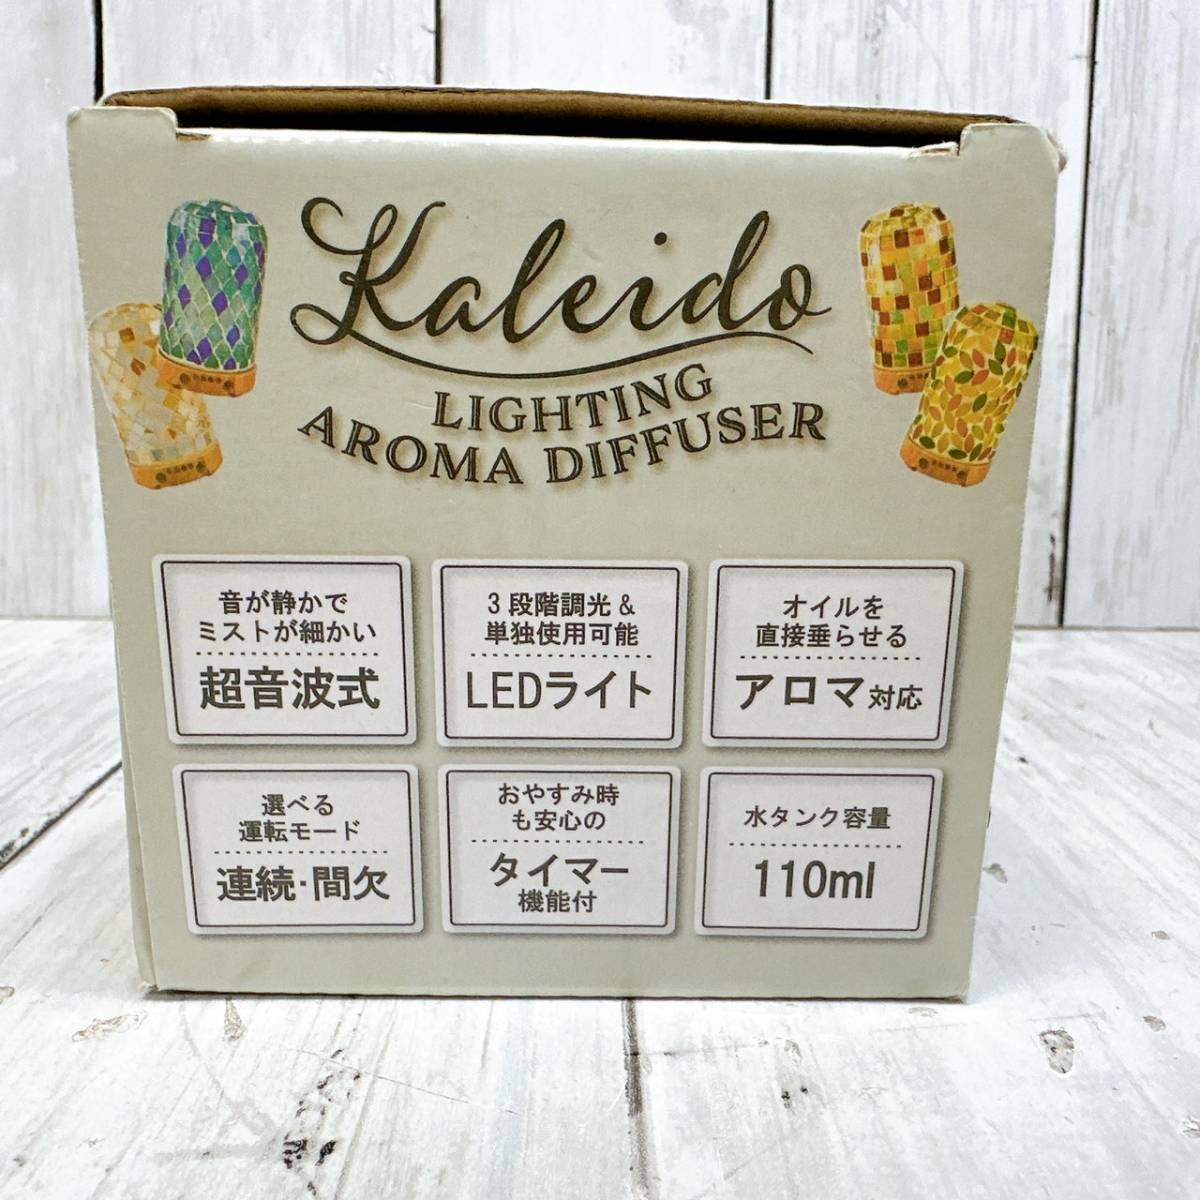 Kaleido
LIGHTING
AROMA DIFFUSER
音が静かで
ミストが細かい
超音波式
3段階調光&
単独使用可能
LEDライト
オイルを
直接垂らせる
アロマ対応
選べる
運転モード
連続・間欠
おやすみ時
も安心の
タイマー
機能付
水タンク容量
110ml